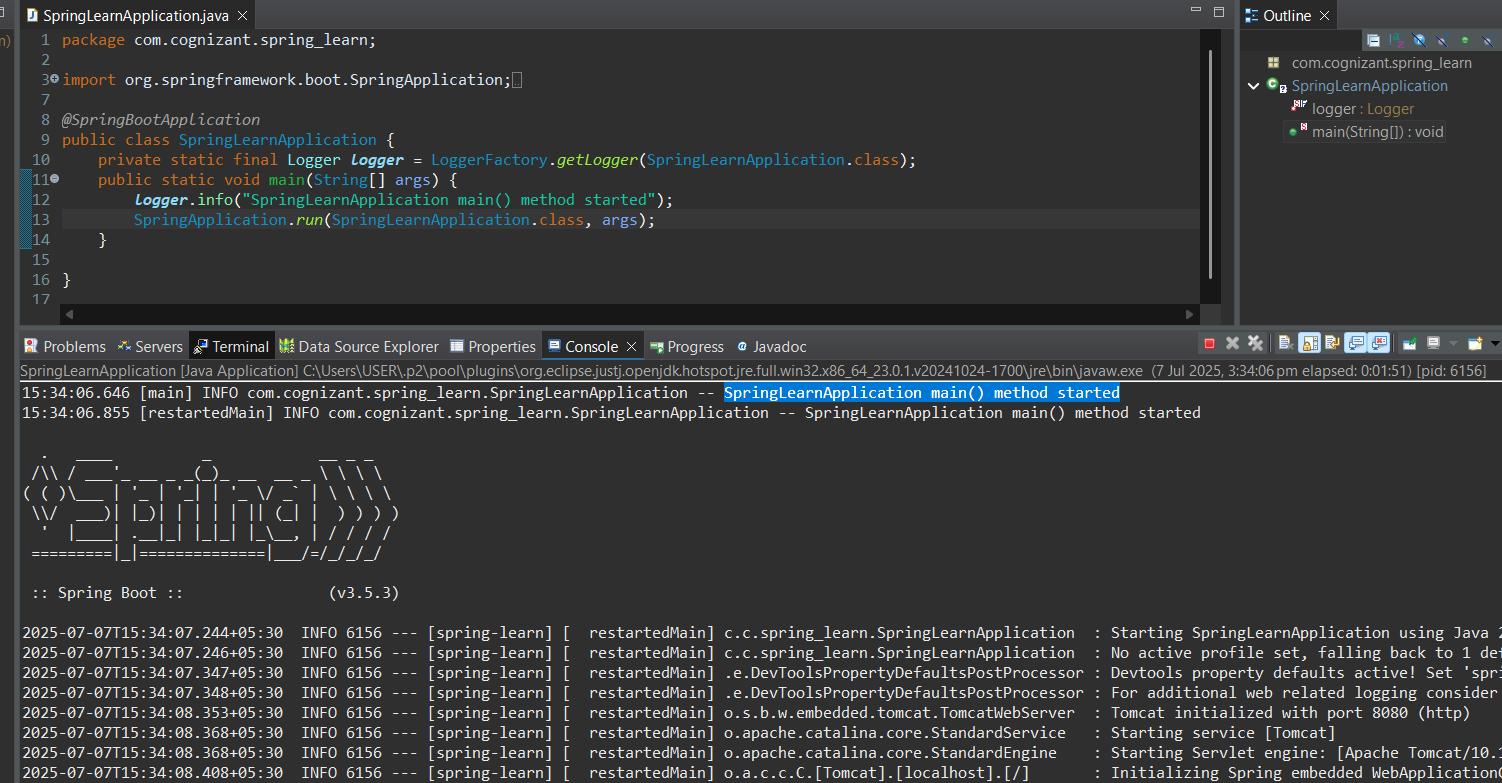 SpringLearnApplication.java
Outline
1 package com.cognizant.spring_learn;
2
3 import org.springframework.boot.SpringApplication;
7
8 @SpringBootApplication
9 public class SpringLearnApplication {
10 private static final Logger logger = LoggerFactory.getLogger(SpringLearnApplication.class);
11 public static void main(String[] args) {
12 logger.info("SpringLearnApplication main() method started");
13 SpringApplication.run(SpringLearnApplication.class, args);
14 }
15
16 }
17
com.cognizant.spring_learn
SpringLearnApplication
logger : Logger
main(String[]) : void
Problems Servers Terminal Data Source Explorer Properties Console Progress Javadoc
SpringLearnApplication [Java Application] C:\Users\USER\.p2\pool\plugins\org.eclipse.justj.openjdk.hotspot.jre.full.win32.x86_64_23.0.1.v20241024-1700\jre\bin\javaw.exe (7 Jul 2025, 3:34:06 pm elapsed: 0:01:51) [pid: 6156]
15:34:06.646 [main] INFO com.cognizant.spring_learn.SpringLearnApplication -- SpringLearnApplication main() method started
15:34:06.855 [restartedMain] INFO com.cognizant.spring_learn.SpringLearnApplication -- SpringLearnApplication main() method started
Spring
:: Spring Boot :: (v3.5.3)
2025-07-07T15:34:07.244+05:30 INFO 6156 --- [spring-learn] [ restartedMain] c.c.spring_learn.SpringLearnApplication : Starting SpringLearnApplication using Java
2025-07-07T15:34:07.246+05:30 INFO 6156 --- [spring-learn] [ restartedMain] c.c.spring_learn.SpringLearnApplication : No active profile set, falling back to 1 def
2025-07-07T15:34:07.347+05:30 INFO 6156 --- [spring-learn] [ restartedMain] .e.DevToolsPropertyDefaultsPostProcessor : Devtools property defaults active! Set 'spri
2025-07-07T15:34:07.348+05:30 INFO 6156 --- [spring-learn] [ restartedMain] .e.DevToolsPropertyDefaultsPostProcessor : For additional web related logging consider
2025-07-07T15:34:08.353+05:30 INFO 6156 --- [spring-learn] [ restartedMain] o.s.b.w.embedded.tomcat.TomcatWebServer : Tomcat initialized with port 8080 (http)
2025-07-07T15:34:08.368+05:30 INFO 6156 --- [spring-learn] [ restartedMain] o.apache.catalina.core.StandardService : Starting service [Tomcat]
2025-07-07T15:34:08.368+05:30 INFO 6156 --- [spring-learn] [ restartedMain] o.apache.catalina.core.StandardEngine : Starting Servlet engine: [Apache Tomcat/10.1
2025-07-07T15:34:08.408+05:30 INFO 6156 --- [spring-learn] [ restartedMain] o.a.c.c.C.[Tomcat].[localhost].[/] : Initializing Spring embedded WebApplicationC